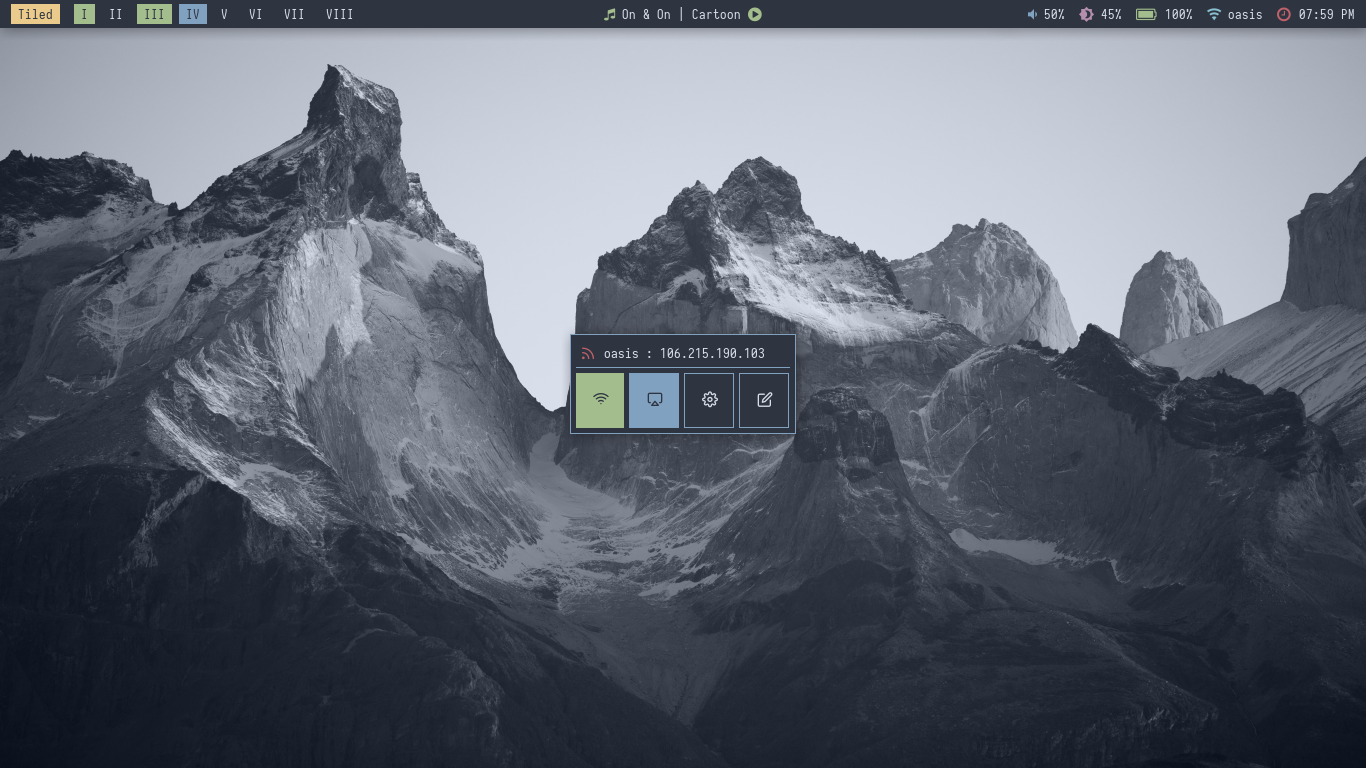 Tiled I II III IV V VI VII VIII On & On | Cartoon 50% 45% 100% oasis 07:59 PM
oasis : 106.215.190.103